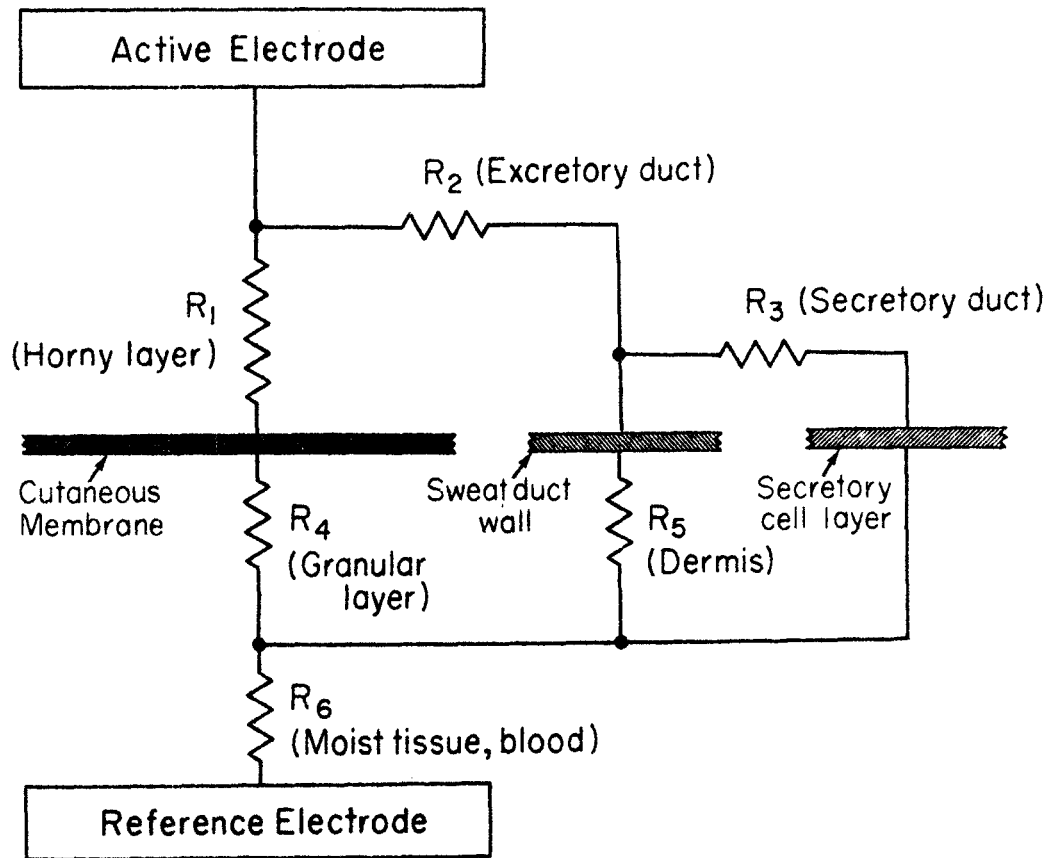 Active Electrode
R2 (Excretory duct)
R3 (Secretory duct)
R1
(Horny layer)
Cutaneous
Membrane
Sweat duct
wall
Secretory
cell layer
R4
(Granular
layer)
R5
(Dermis)
R6
(Moist tissue, blood)
Reference Electrode